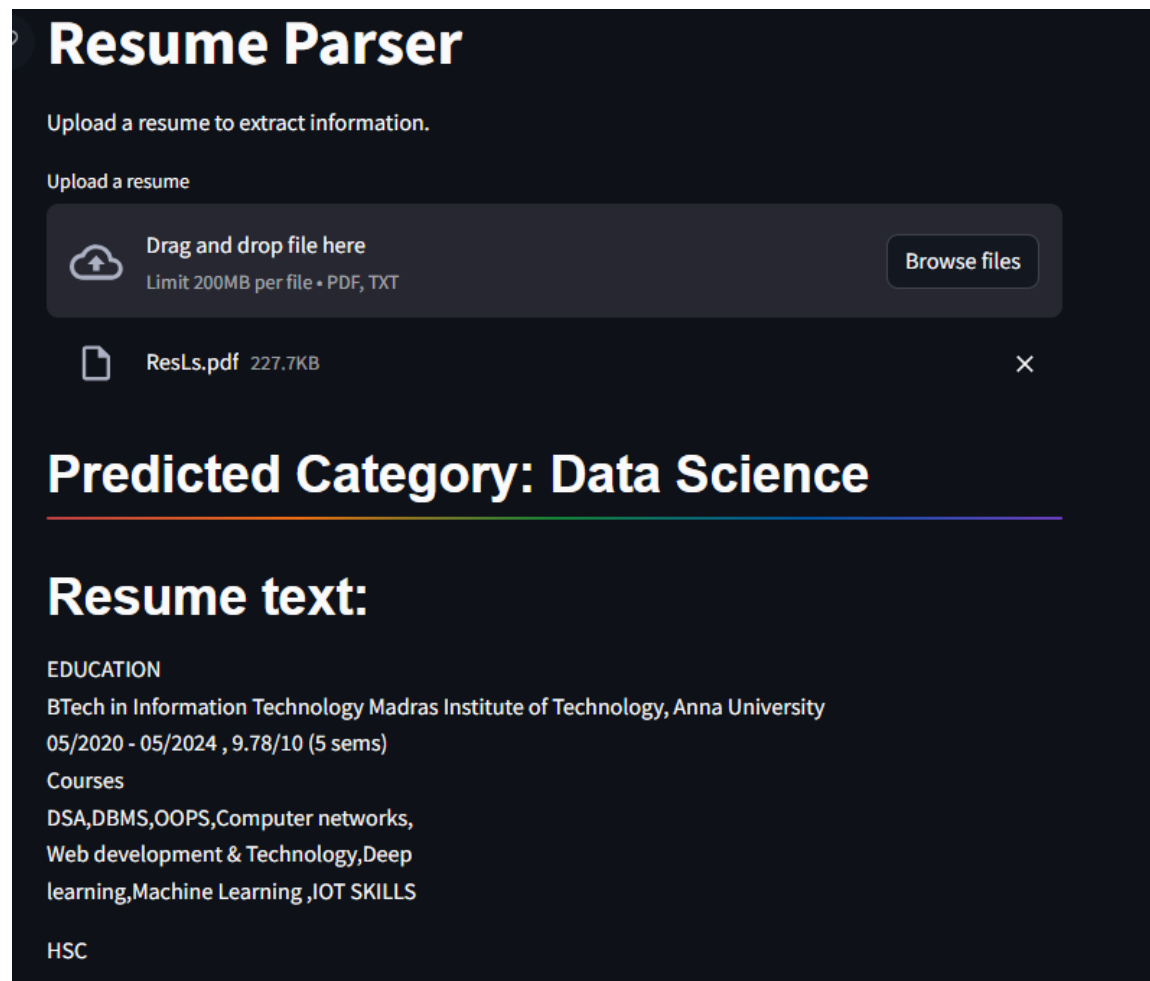 Resume Parser
Upload a resume to extract information.
Upload a resume
Drag and drop file here
Limit 200MB per file • PDF, TXT
Browse files
ResLs.pdf 227.7KB
Predicted Category: Data Science
Resume text:
EDUCATION
BTech in Information Technology Madras Institute of Technology, Anna University
05/2020 - 05/2024 , 9.78/10 (5 sems)
Courses
DSA,DBMS,OOPS,Computer networks,
Web development & Technology,Deep
learning,Machine Learning ,IOT SKILLS
HSC